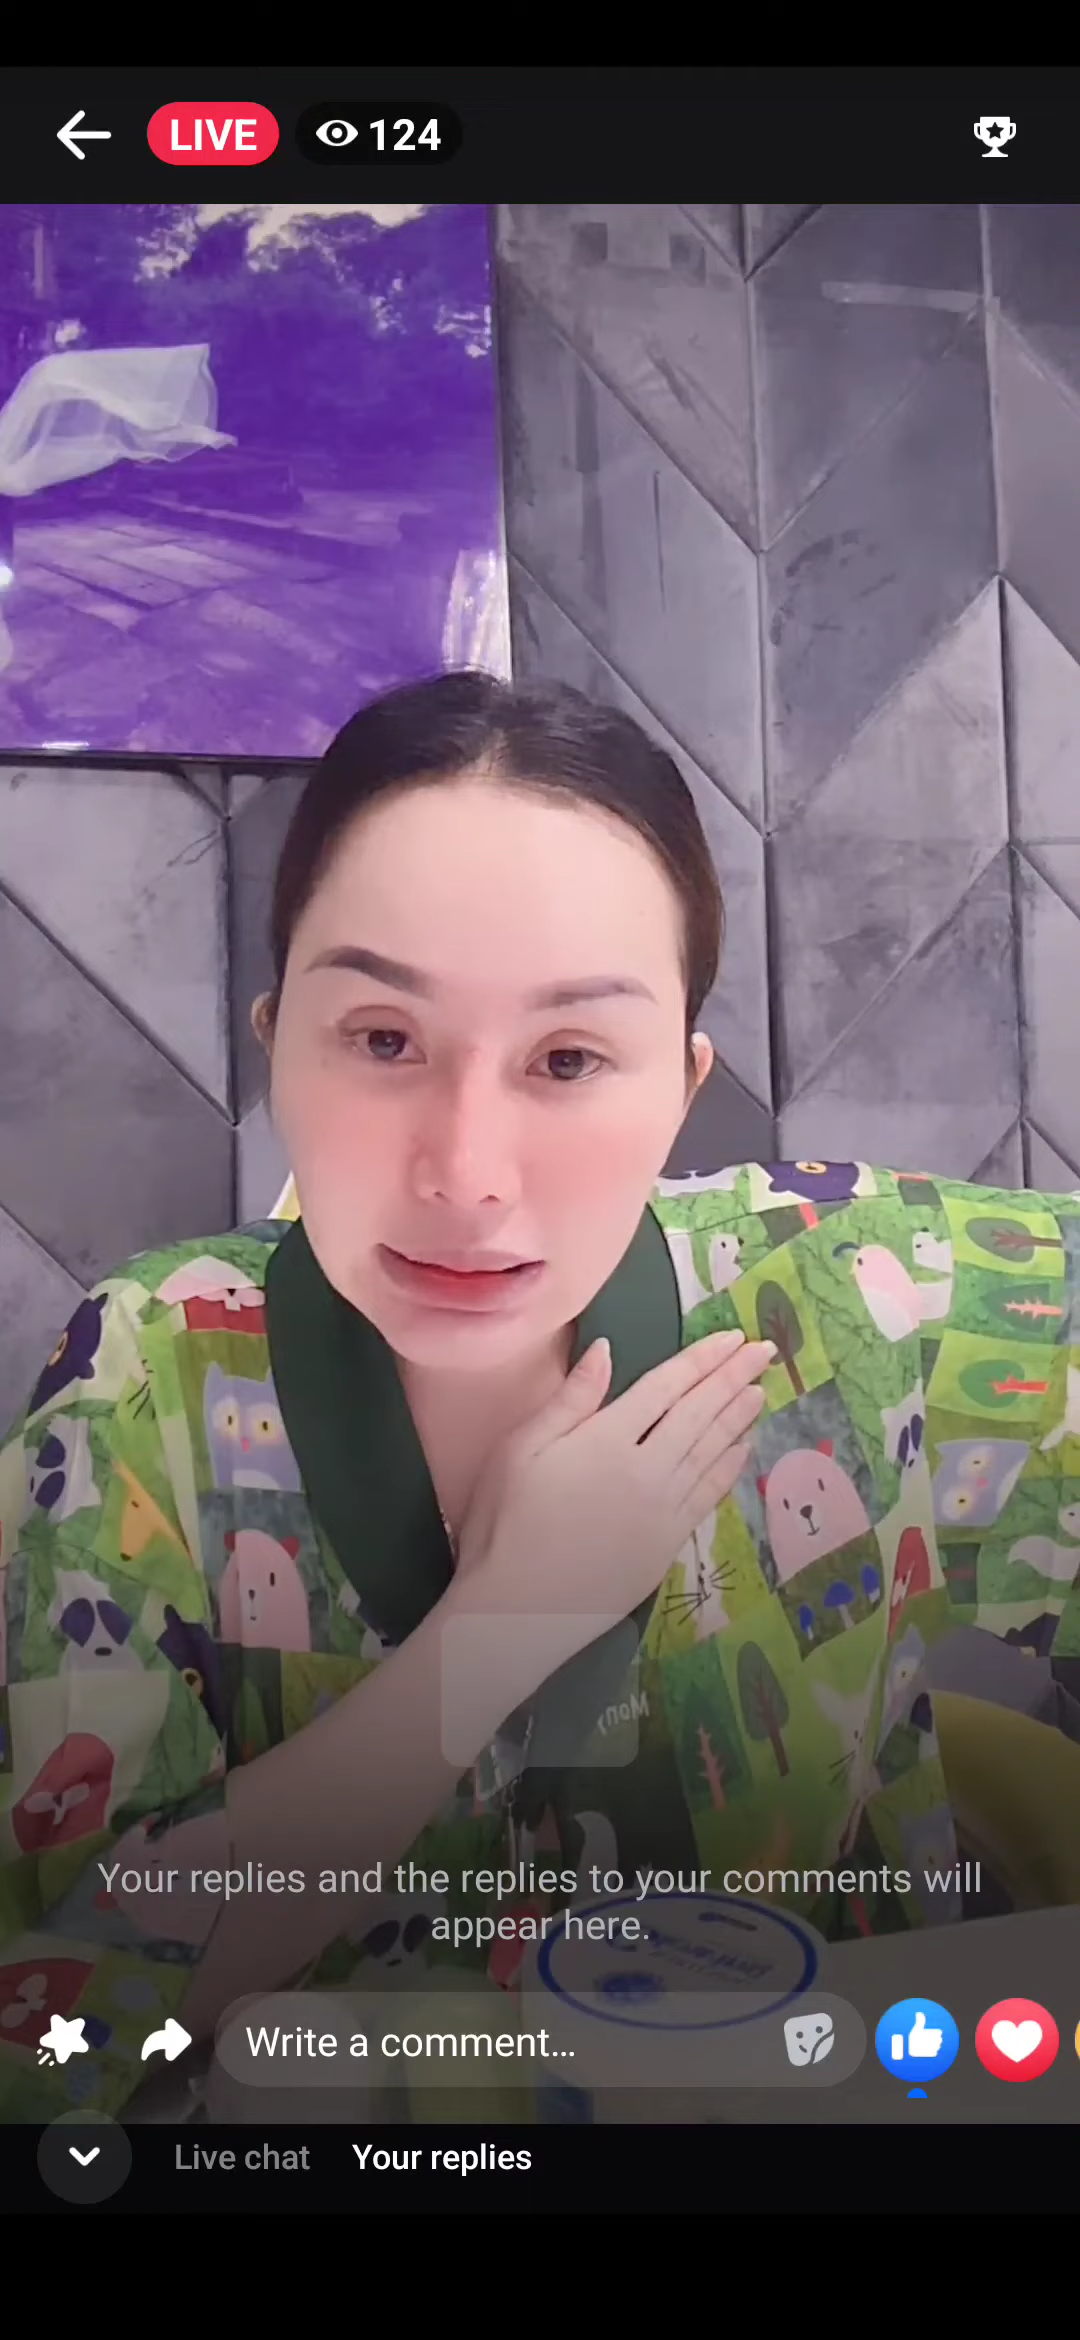 LIVE
124
Your replies and the replies to your comments will
appear here.
Write a comment...
Live chat
Your replies